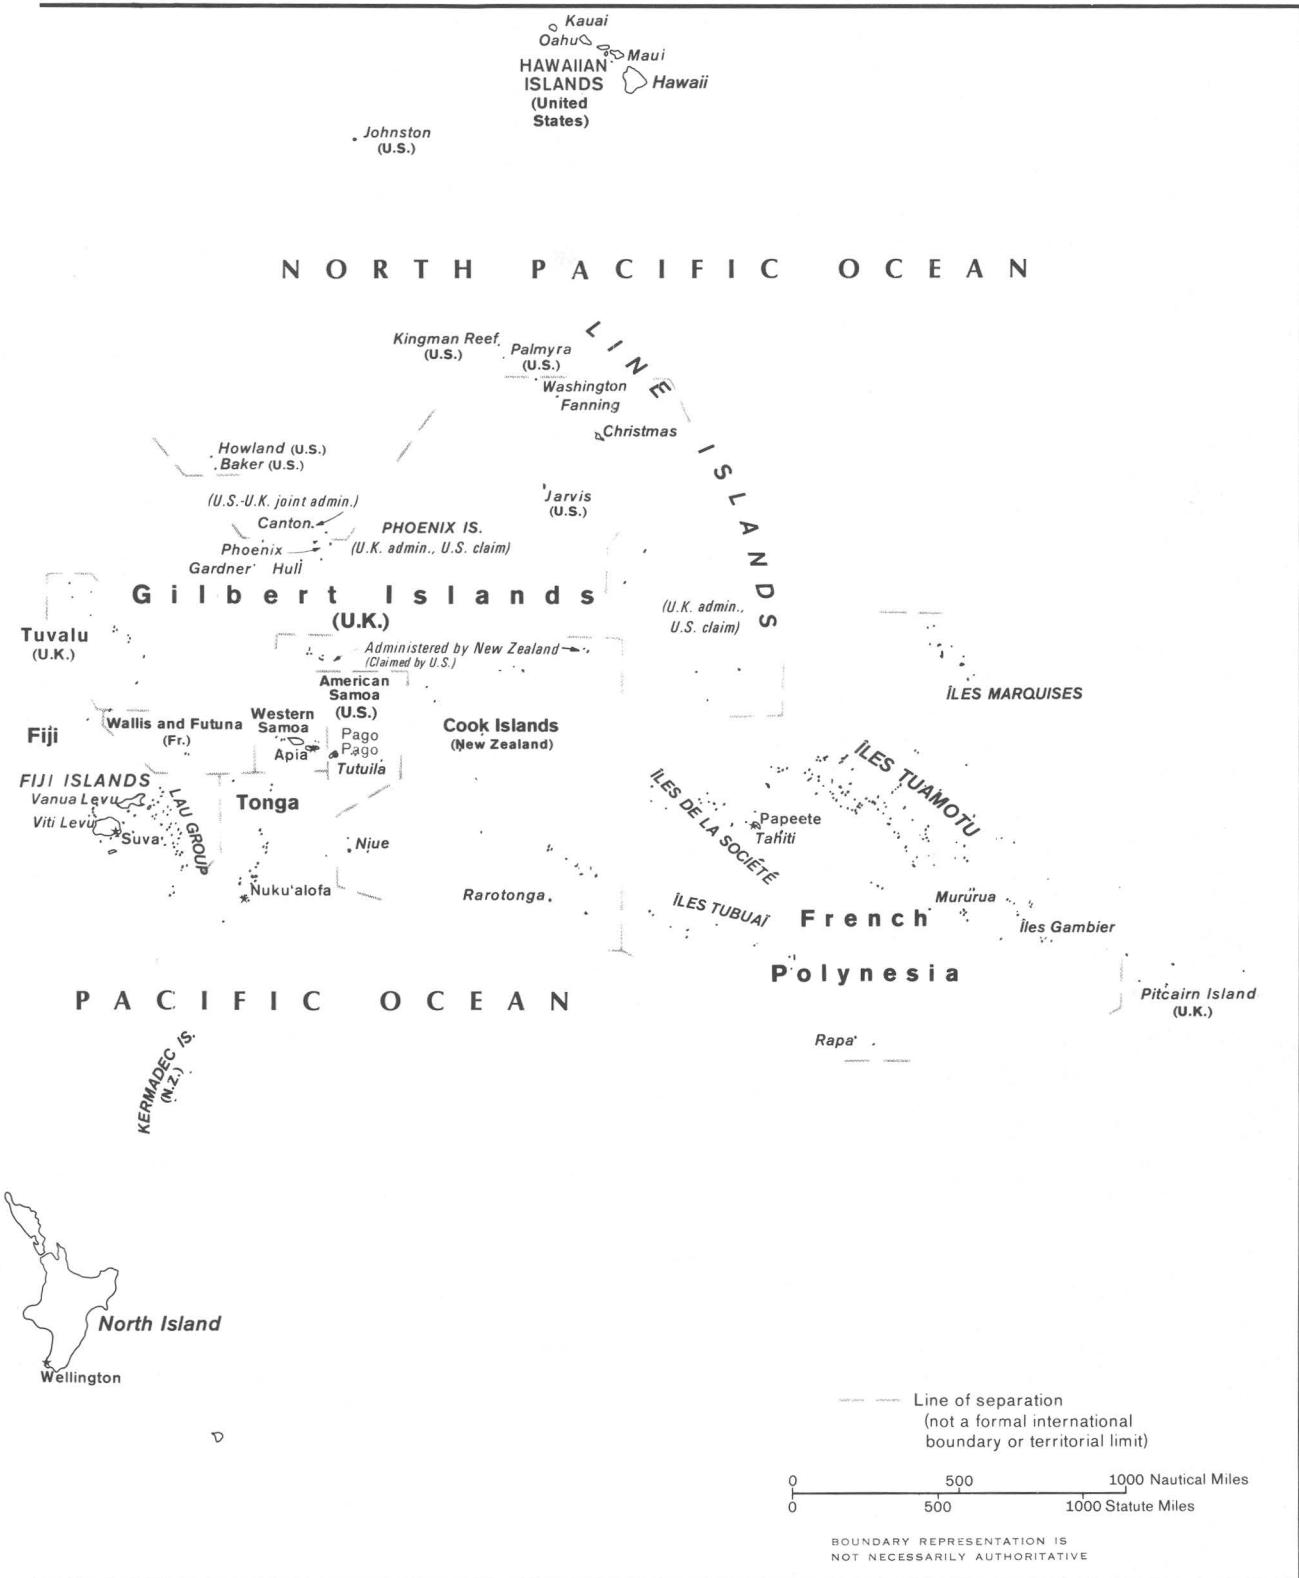 Kauai
Oahu
Maui
HAWAIIAN
ISLANDS
(United
States)
Hawaii
Johnston
(U.S.)
NORTH PACIFIC OCEAN
Kingman Reef
(U.S.)
Palmyra
(U.S.)
LINE ISLANDS
Washington
Fanning
Christmas
Howland (U.S.)
Baker (U.S.)
Jarvis
(U.S.)
(U.S.-U.K. joint admin.)
Canton
PHOENIX IS.
(U.K. admin., U.S. claim)
Phoenix
Gardner Hull
Gilbert Islands
(U.K.)
(U.K. admin.,
U.S. claim)
Tuvalu
(U.K.)
Administered by New Zealand
(Claimed by U.S.)
American
Samoa
(U.S.)
ÎLES MARQUISES
Fiji
Wallis and Futuna
(Fr.)
Western
Samoa
Apia
Pago
Pago
Tutuila
Cook Islands
(New Zealand)
FIJI ISLANDS
Vanua Levu
Viti Levu
Suva
LAU GROUP
Tonga
ÎLES DE LA SOCIÉTÉ
ÎLES TUAMOTU
Papeete
Tahiti
Niue
Nuku'alofa
Rarotonga
ÎLES TUBUAÏ
French
Polynesia
Mururua
Îles Gambier
PACIFIC OCEAN
Pitcairn Island
(U.K.)
Rapa
KERMADEC IS.
(N.Z.)
North Island
Wellington
Line of separation
(not a formal international
boundary or territorial limit)
0 500 1000 Nautical Miles
0 500 1000 Statute Miles
BOUNDARY REPRESENTATION IS
NOT NECESSARILY AUTHORITATIVE